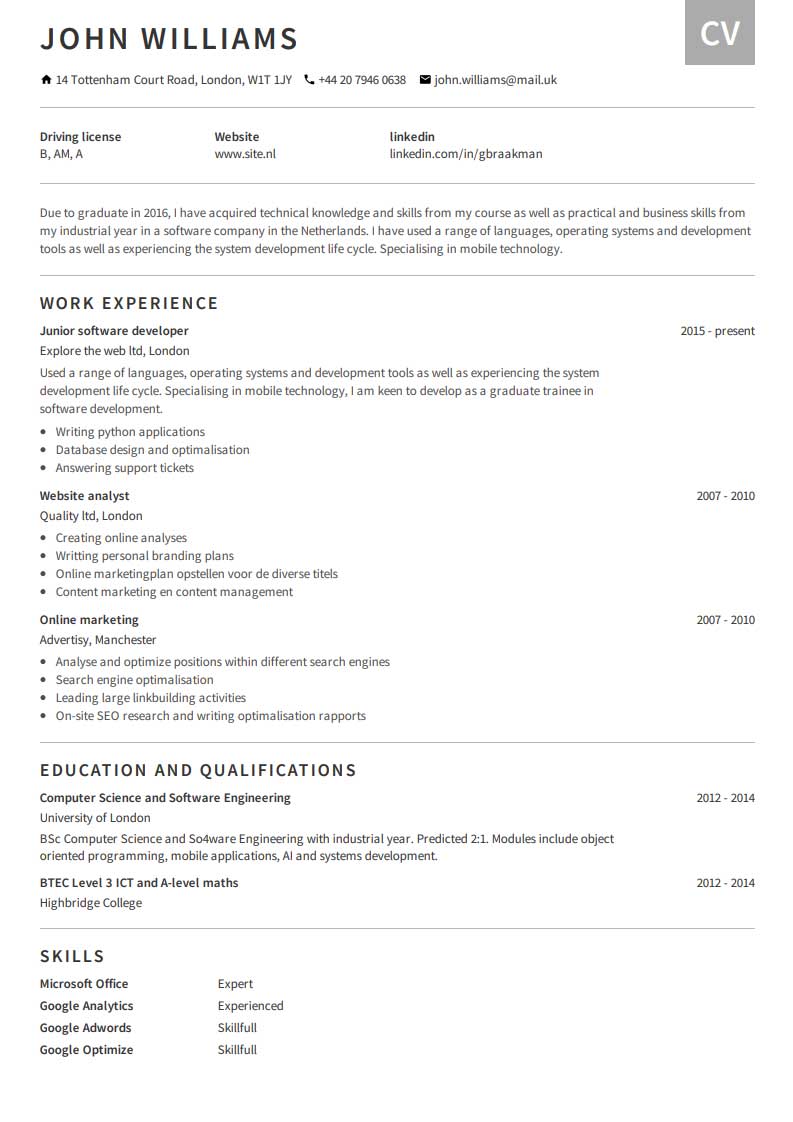 JOHN WILLIAMS
CV
14 Tottenham Court Road, London, W1T 1JY +44 20 7946 0638 john.williams@mail.uk
Driving license Website linkedin
B, AM, A www.site.nl linkedin.com/in/gbraakman
Due to graduate in 2016, I have acquired technical knowledge and skills from my course as well as practical and business skills from
my industrial year in a software company in the Netherlands. I have used a range of languages, operating systems and development
tools as well as experiencing the system development life cycle. Specialising in mobile technology.
WORK EXPERIENCE
Junior software developer 2015 - present
Explore the web ltd, London
Used a range of languages, operating systems and development tools as well as experiencing the system
development life cycle. Specialising in mobile technology, I am keen to develop as a graduate trainee in
software development.
• Writing python applications
• Database design and optimalisation
• Answering support tickets
Website analyst 2007 - 2010
Quality ltd, London
• Creating online analyses
• Writting personal branding plans
• Online marketingplan opstellen voor de diverse titels
• Content marketing en content management
Online marketing 2007 - 2010
Advertisy, Manchester
• Analyse and optimize positions within different search engines
• Search engine optimalisation
• Leading large linkbuilding activities
• On-site SEO research and writing optimalisation rapports
EDUCATION AND QUALIFICATIONS
Computer Science and Software Engineering 2012 - 2014
University of London
BSc Computer Science and So4ware Engineering with industrial year. Predicted 2:1. Modules include object
oriented programming, mobile applications, AI and systems development.
BTEC Level 3 ICT and A-level maths 2012 - 2014
Highbridge College
SKILLS
Microsoft Office Expert
Google Analytics Experienced
Google Adwords Skillfull
Google Optimize Skillfull